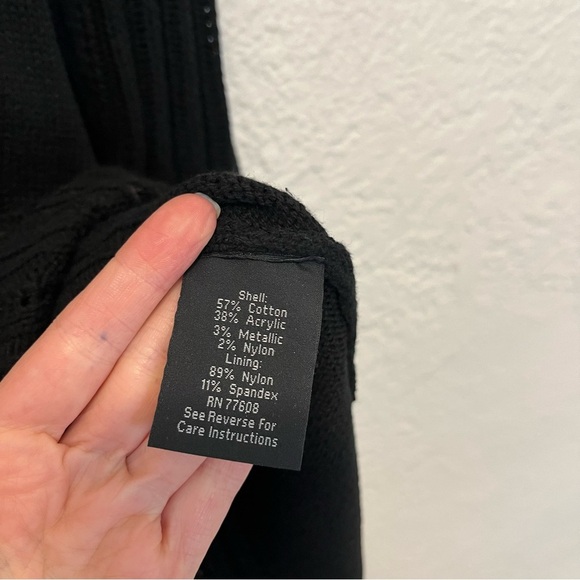 Shell:
57% Cotton
38% Acrylic
3% Metallic
2% Nylon
Lining:
89% Nylon
11% Spandex
RN 77608
See Reverse For
Care Instructions